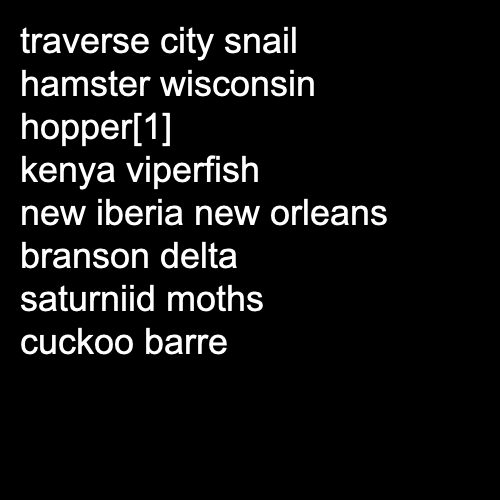 traverse city snail
hamster wisconsin
hopper[1]
kenya viperfish
new iberia new orleans
branson delta
saturniid moths
cuckoo barre